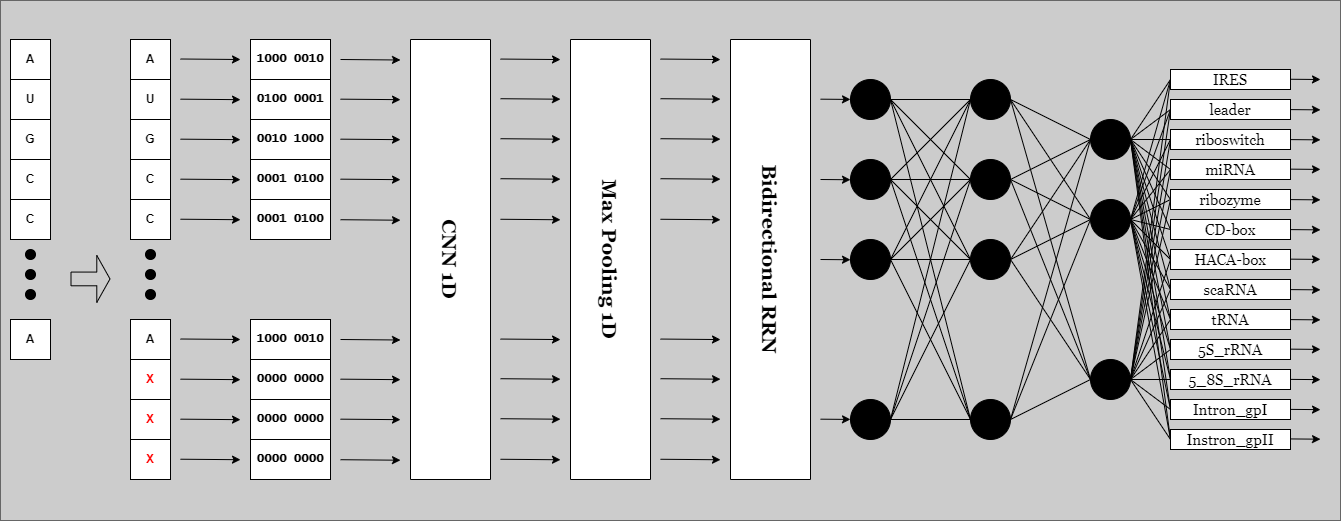 A
U
G
C
C
A
A
U
G
C
C
A
X
X
X
1000 0010
0100 0001
0010 1000
0001 0100
0001 0100
1000 0010
0000 0000
0000 0000
0000 0000
CNN 1D
Max Pooling 1D
Bidirectional RRN
IRES
leader
riboswitch
miRNA
ribozyme
CD-box
HACA-box
scaRNA
tRNA
5S_rRNA
5_8S_rRNA
Intron_gpI
Instron_gpII